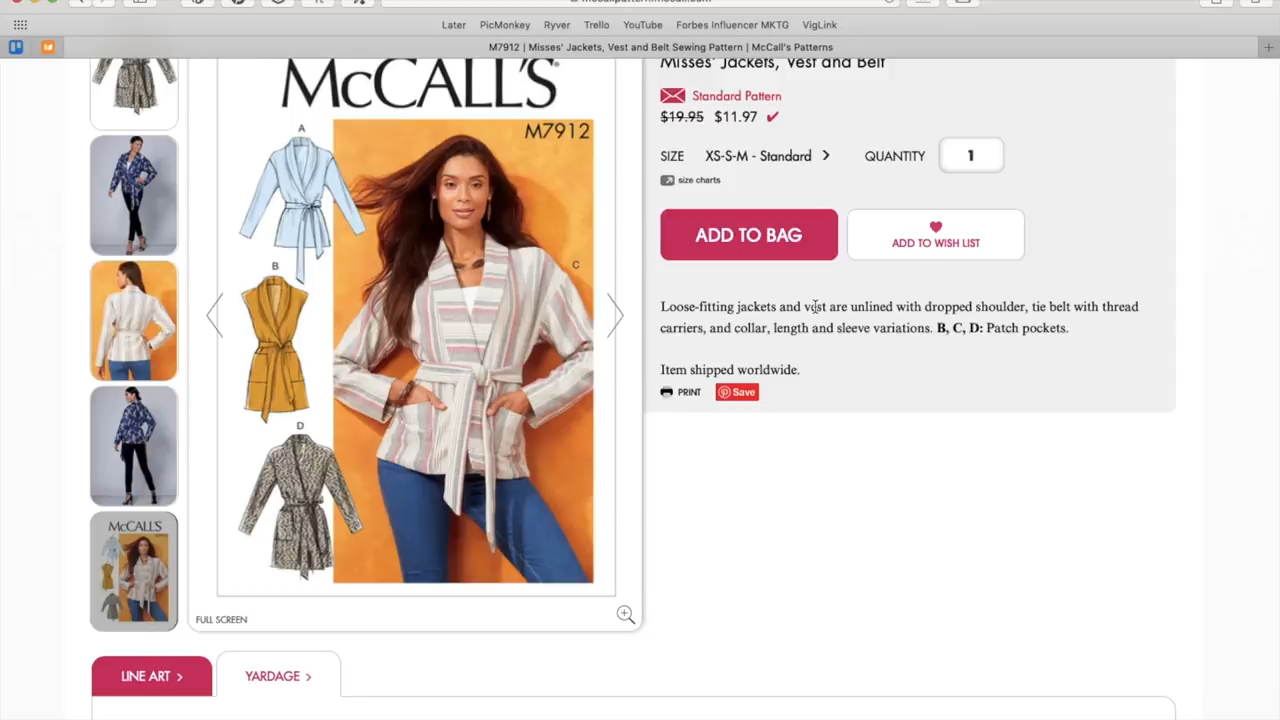 Later PicMonkey Ryver Trello YouTube Forbes Influencer MKTG VigLink
M7912 | Misses' Jackets, Vest and Belt Sewing Pattern | McCall's Patterns
Misses' Jackets, Vest and Belt
Standard Pattern
$19.95 $11.97
SIZE XS-S-M - Standard QUANTITY 1
size charts
ADD TO BAG
ADD TO WISH LIST
Loose-fitting jackets and vest are unlined with dropped shoulder, tie belt with thread
carriers, and collar, length and sleeve variations. B, C, D: Patch pockets.
Item shipped worldwide.
PRINT Save
McCALL'S
M7912
A
B
C
D
McCALL'S
FULL SCREEN
LINE ART >
YARDAGE >